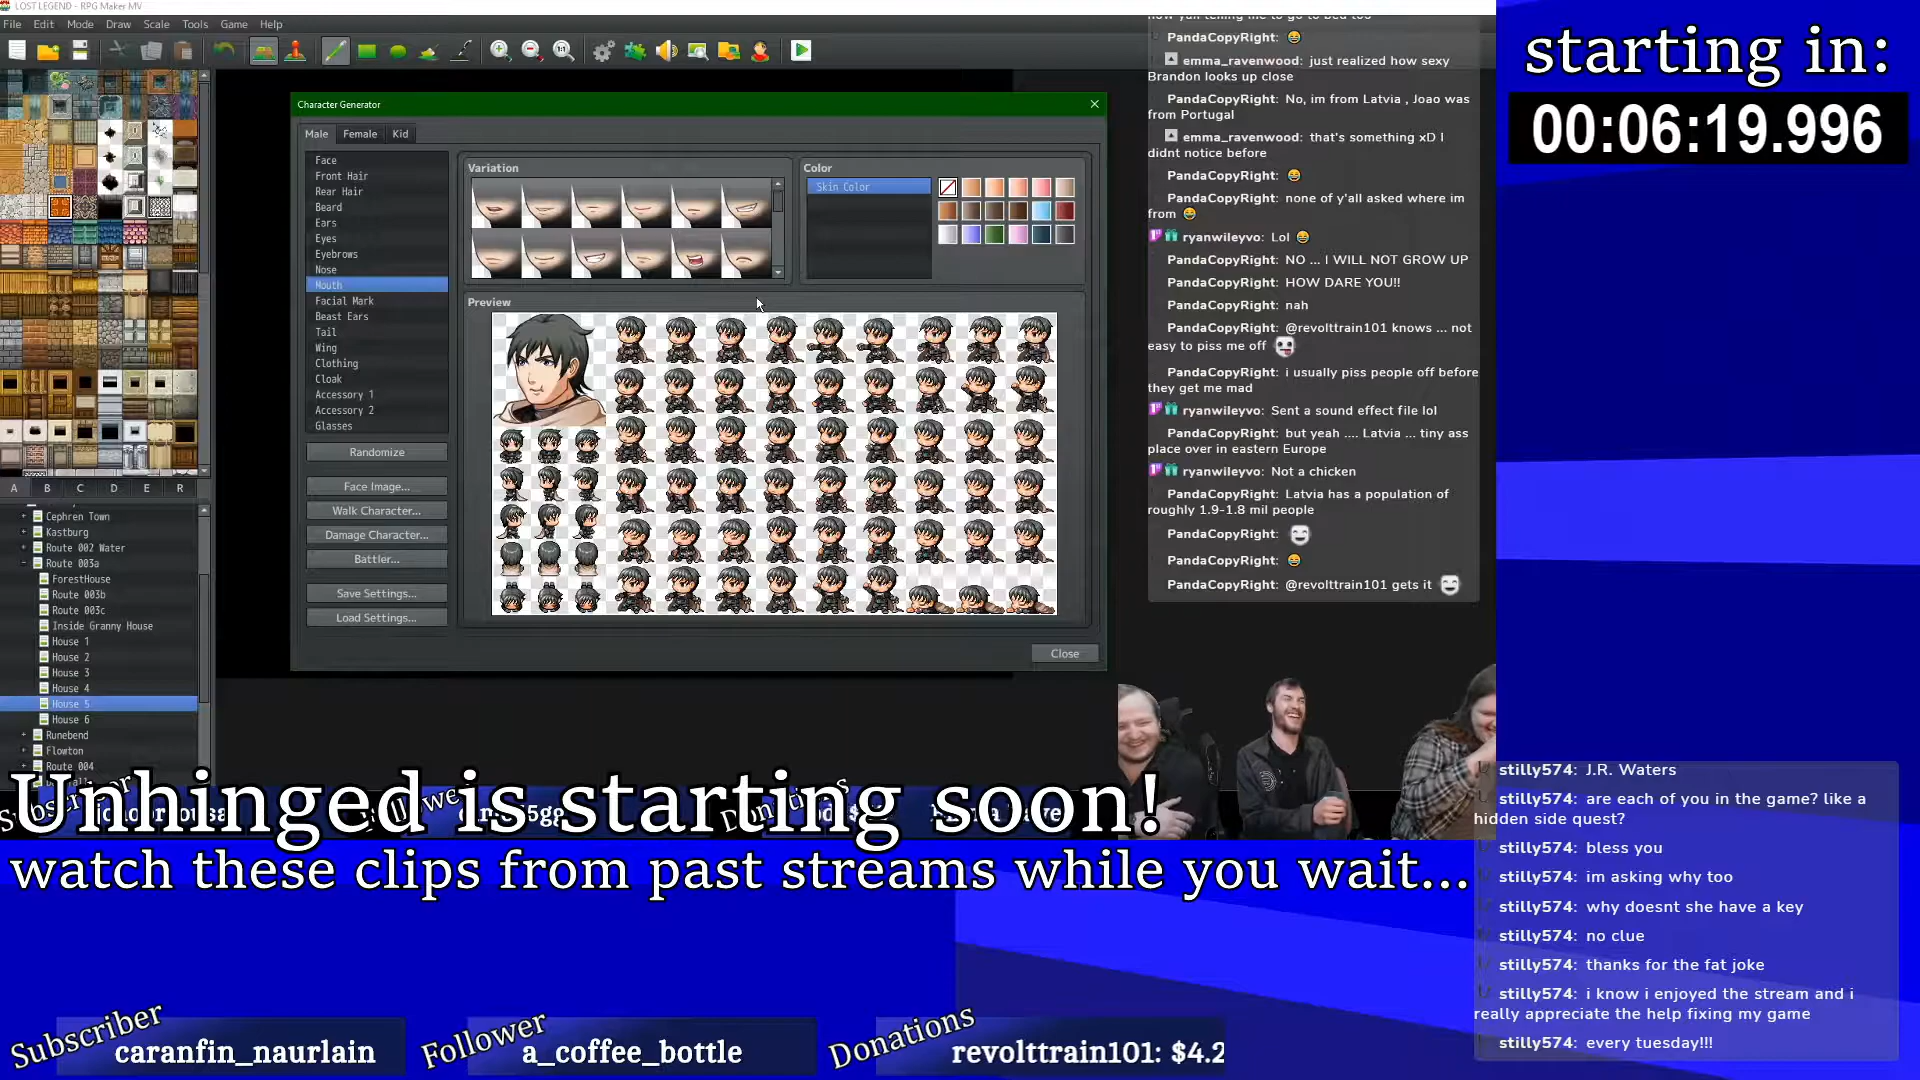 LOST LEGEND - RPG Maker MV
File Edit Mode Draw Scale Tools Game Help
Character Generator
Male Female Kid
Face
Front Hair
Rear Hair
Beard
Ears
Eyes
Eyebrows
Nose
Mouth
Facial Mark
Beast Ears
Tail
Wing
Clothing
Cloak
Accessory 1
Accessory 2
Glasses
Randomize
Face Image...
Walk Character...
Damage Character...
Battler...
Save Settings...
Load Settings...
Variation
Color
Skin Color
Preview
Close
A B C D E R
Cephren Town
Kastburg
Route 002 Water
Route 003a
ForestHouse
Route 003b
Route 003c
Inside Granny House
House 1
House 2
House 3
House 4
House 5
House 6
Runebend
Flowton
Route 004
PandaCopyRight:
emma_ravenwood: just realized how sexy
Brandon looks up close
PandaCopyRight: No, im from Latvia , Joao was
from Portugal
emma_ravenwood: that's something xD I
didnt notice before
PandaCopyRight:
PandaCopyRight: none of y'all asked where im
from
ryanwileyvo: Lol
PandaCopyRight: NO ... I WILL NOT GROW UP
PandaCopyRight: HOW DARE YOU!!
PandaCopyRight: nah
PandaCopyRight: @revolttrain101 knows ... not
easy to piss me off
PandaCopyRight: i usually piss people off before
they get me mad
ryanwileyvo: Sent a sound effect file lol
PandaCopyRight: but yeah .... Latvia ... tiny ass
place over in eastern Europe
ryanwileyvo: Not a chicken
PandaCopyRight: Latvia has a population of
roughly 1.9-1.8 mil people
PandaCopyRight:
PandaCopyRight:
PandaCopyRight: @revolttrain101 gets it
starting in:
00:06:19.996
Unhinged is starting soon!
watch these clips from past streams while you wait...
stilly574: J.R. Waters
stilly574: are each of you in the game? like a
hidden side quest?
stilly574: bless you
stilly574: im asking why too
stilly574: why doesnt she have a key
stilly574: no clue
stilly574: thanks for the fat joke
stilly574: i know i enjoyed the stream and i
really appreciate the help fixing my game
stilly574: every tuesday!!!
Subscriber
caranfin_naurlain
Follower
a_coffee_bottle
Donations
revolttrain101: $4.2